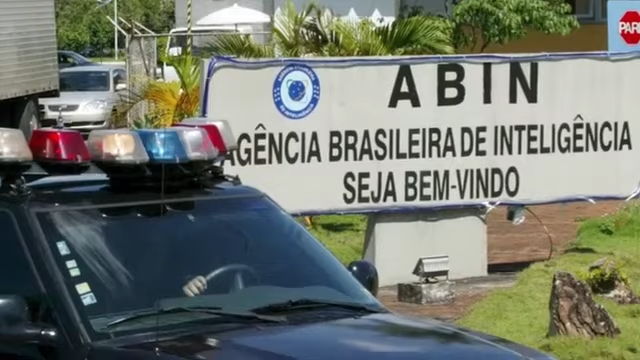 PAR
ABIN
AGÊNCIA BRASILEIRA DE INTELIGÊNCIA
SEJA BEM-VINDO